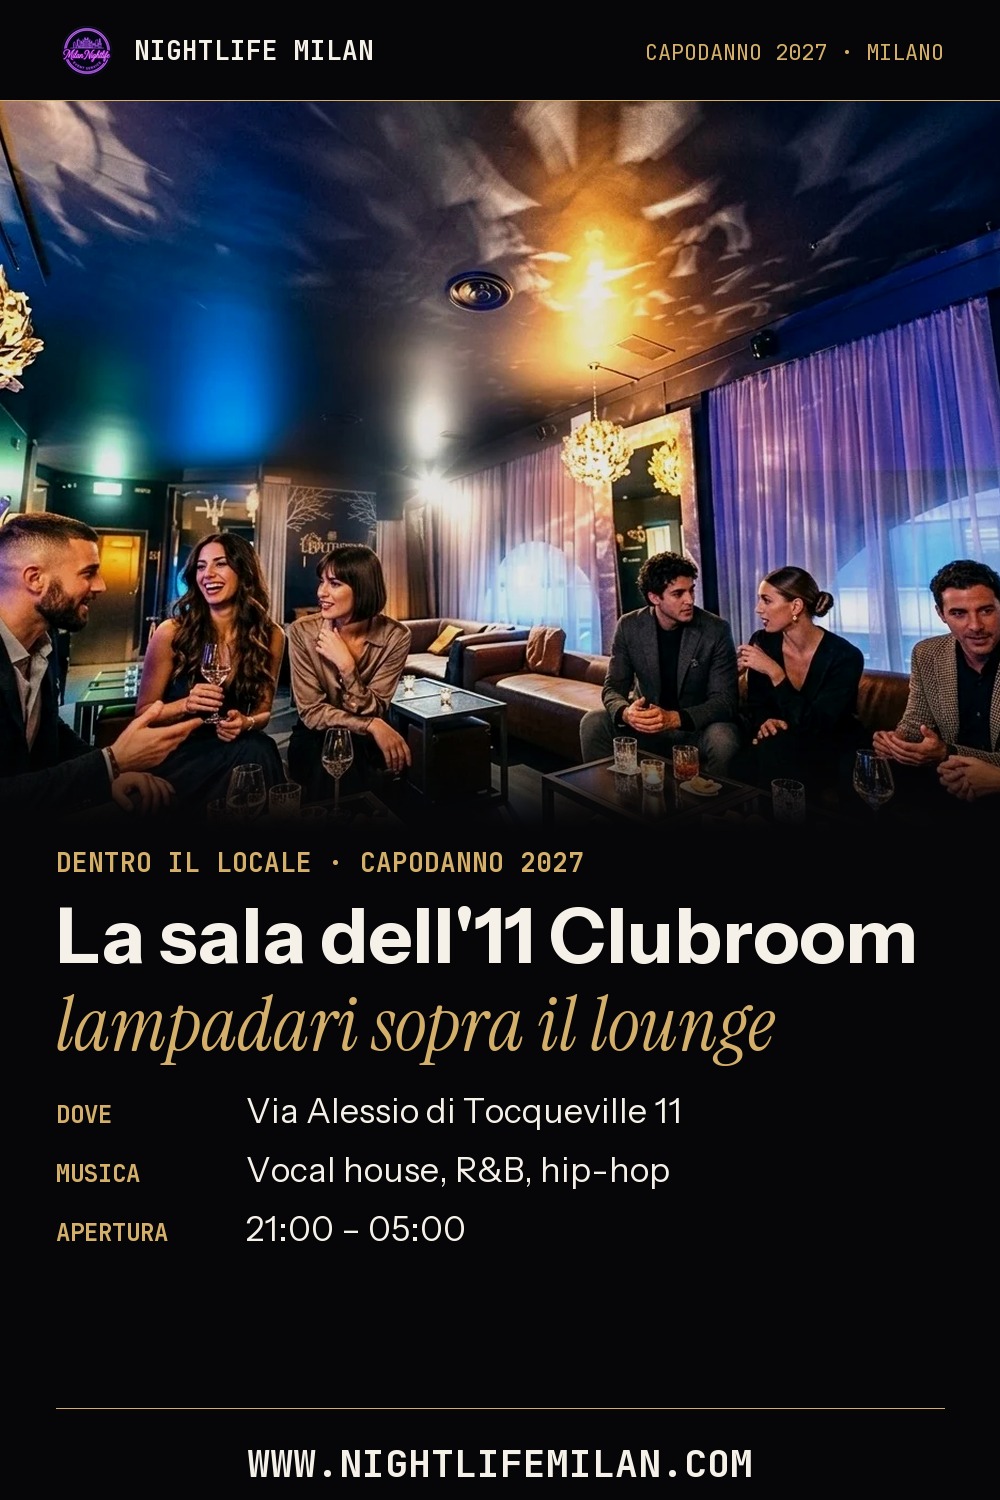 Milan Nightlife
NIGHTLIFE MILAN
CAPODANNO 2027 · MILANO
DENTRO IL LOCALE · CAPODANNO 2027
La sala dell'11 Clubroom
lampadari sopra il lounge
DOVE Via Alessio di Tocqueville 11
MUSICA Vocal house, R&B, hip-hop
APERTURA 21:00 – 05:00
WWW.NIGHTLIFEMILAN.COM